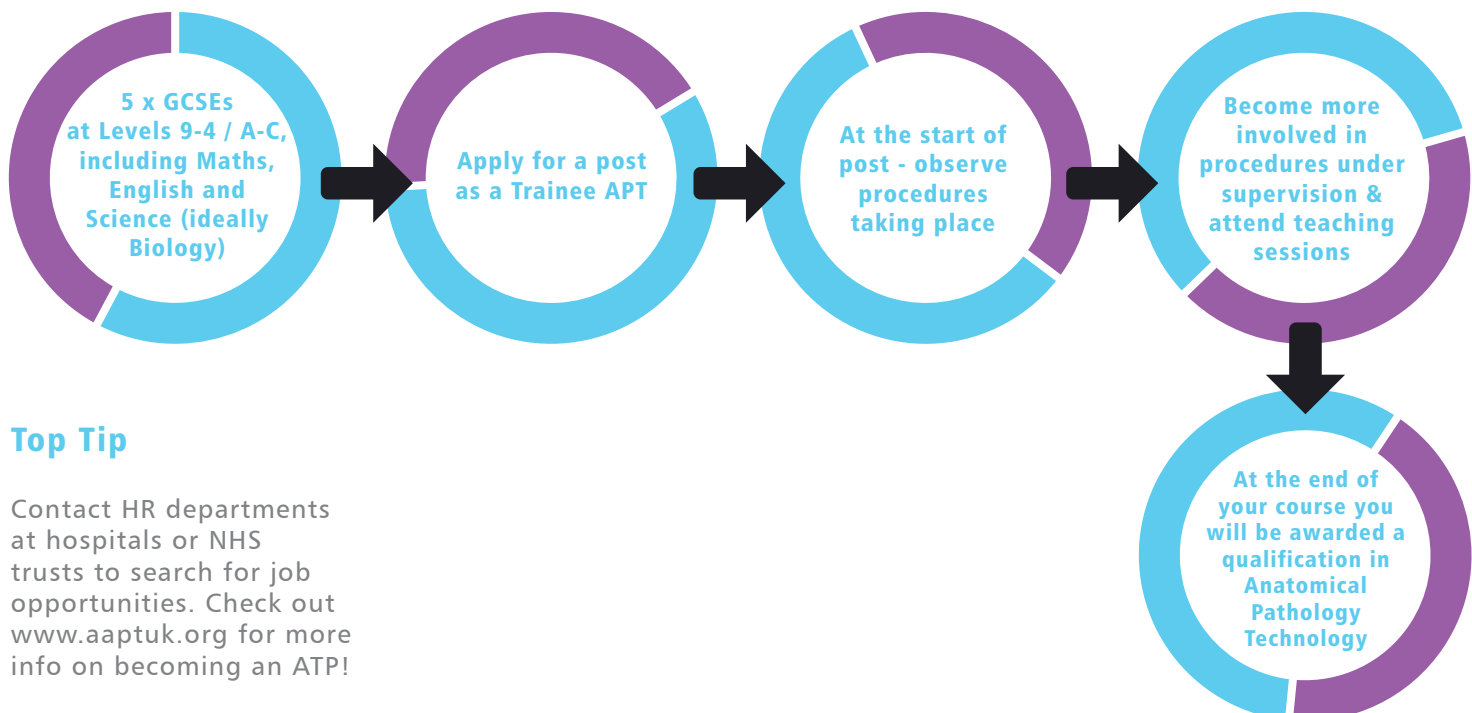 5 x GCSEs
at Levels 9-4 / A-C,
including Maths,
English and
Science (ideally
Biology)
Apply for a post
as a Trainee APT
At the start of
post - observe
procedures
taking place
Become more
involved in
procedures under
supervision &
attend teaching
sessions
At the end of
your course you
will be awarded a
qualification in
Anatomical
Pathology
Technology
Top Tip
Contact HR departments
at hospitals or NHS
trusts to search for job
opportunities. Check out
www.aaptuk.org for more
info on becoming an ATP!